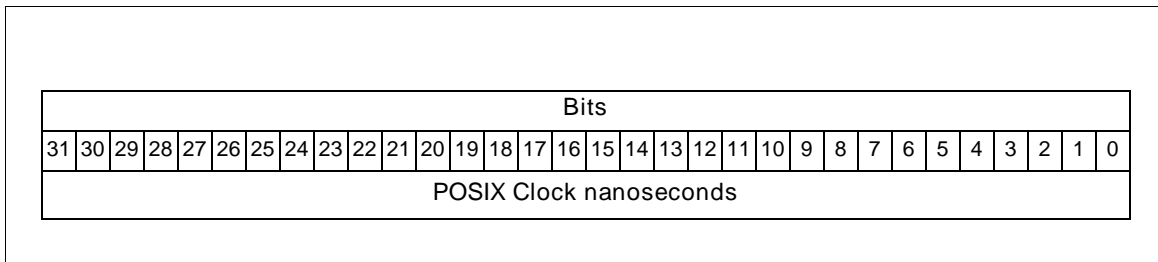 Bits
31 30 29 28 27 26 25 24 23 22 21 20 19 18 17 16 15 14 13 12 11 10 9 8 7 6 5 4 3 2 1 0
POSIX Clock nanoseconds